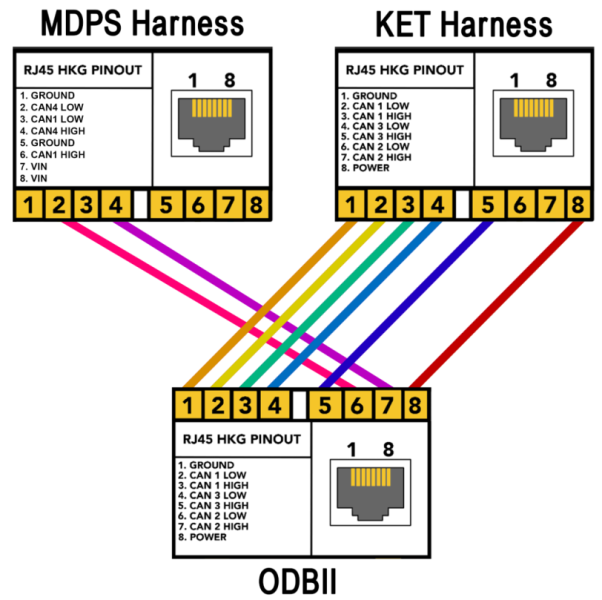 MDPS Harness
RJ45 HKG PINOUT
1 8
1. GROUND
2. CAN4 LOW
3. CAN1 LOW
4. CAN4 HIGH
5. GROUND
6. CAN1 HIGH
7. VIN
8. VIN
1 2 3 4 5 6 7 8
KET Harness
RJ45 HKG PINOUT
1 8
1. GROUND
2. CAN 1 LOW
3. CAN 1 HIGH
4. CAN 3 LOW
5. CAN 3 HIGH
6. CAN 2 LOW
7. CAN 2 HIGH
8. POWER
1 2 3 4 5 6 7 8
1 2 3 4 5 6 7 8
RJ45 HKG PINOUT
1 8
1. GROUND
2. CAN 1 LOW
3. CAN 1 HIGH
4. CAN 3 LOW
5. CAN 3 HIGH
6. CAN 2 LOW
7. CAN 2 HIGH
8. POWER
ODBII